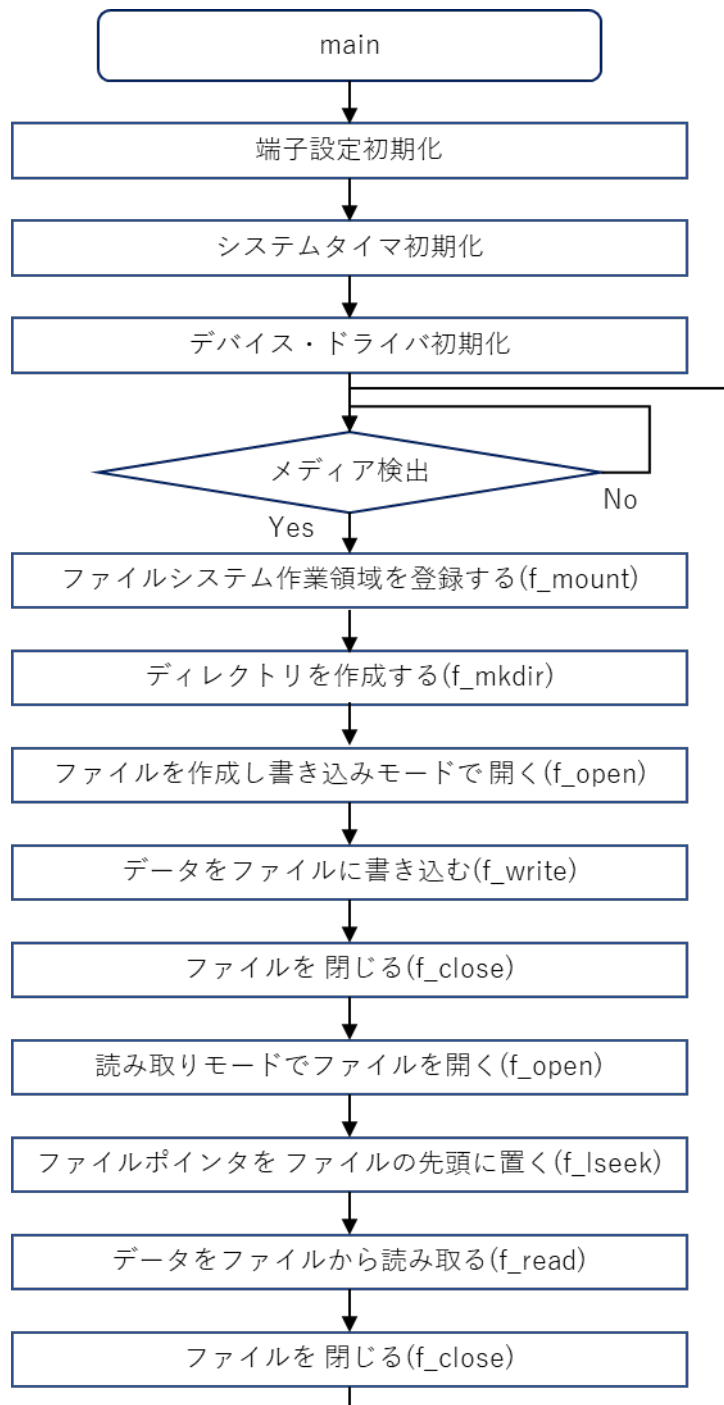 main
端子設定初期化
システムタイマ初期化
デバイス・ドライバ初期化
メディア検出
No
Yes
ファイルシステム作業領域を登録する(f_mount)
ディレクトリを作成する(f_mkdir)
ファイルを作成し書き込みモードで 開く(f_open)
データをファイルに書き込む(f_write)
ファイルを 閉じる(f_close)
読み取りモードでファイルを開く(f_open)
ファイルポインタを ファイルの先頭に置く(f_lseek)
データをファイルから読み取る(f_read)
ファイルを 閉じる(f_close)